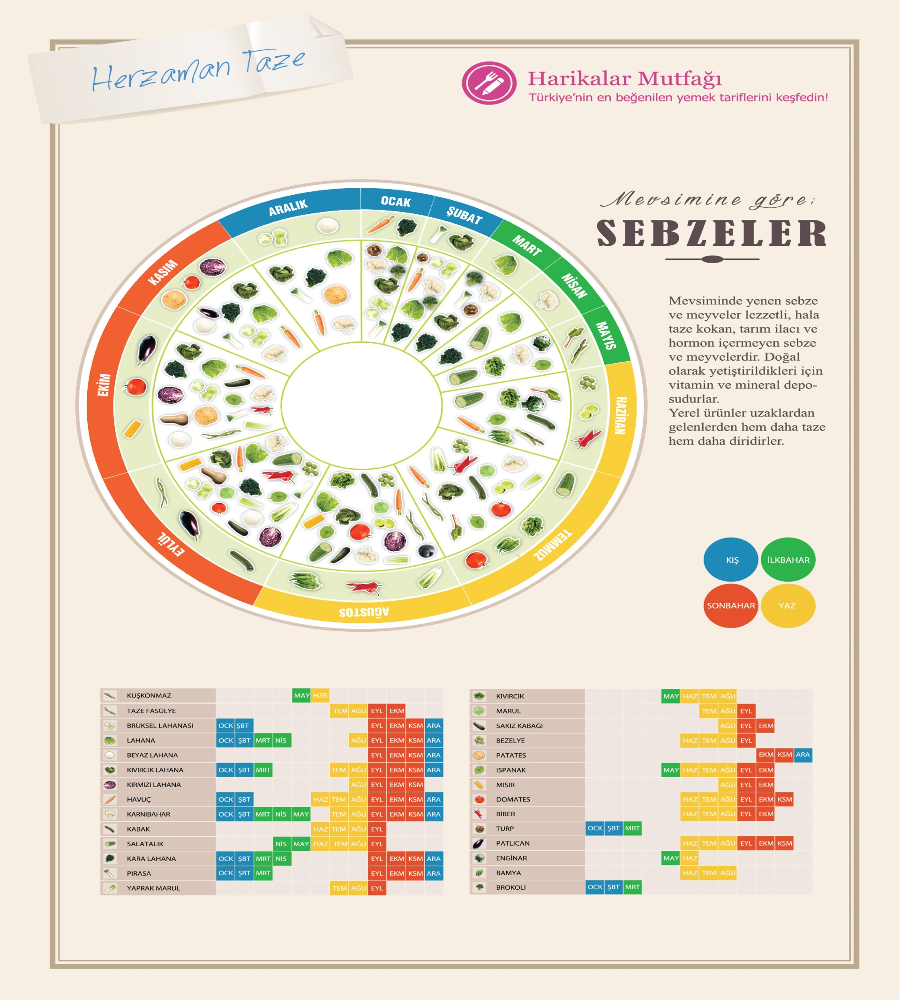 Herzaman Taze
Harikalar Mutfağı
Türkiye'nin en beğenilen yemek tariflerini keşfedin!
Mevsimine göre;
SEBZELER
Mevsiminde yenen sebze
ve meyveler lezzetli, hala
taze kokan, tarım ilacı ve
hormon içermeyen sebze
ve meyvelerdir. Doğal
olarak yetiştirildikleri için
vitamin ve mineral depo-
sudurlar.
Yerel ürünler uzaklardan
gelenlerden hem daha taze
hem daha diridirler.
OCAK
ŞUBAT
MART
NİSAN
MAYIS
HAZİRAN
TEMMUZ
AĞUSTOS
EYLÜL
EKİM
KASIM
ARALIK
KIŞ İLKBAHAR
SONBAHAR YAZ
KUŞKONMAZ MAY HZR
TAZE FASÜLYE TEM AĞU EYL EKM
BRÜKSEL LAHANASI OCK ŞBT EYL EKM KSM ARA
LAHANA OCK ŞBT MRT NİS AĞU EYL EKM KSM ARA
BEYAZ LAHANA EYL EKM KSM ARA
KIVIRCIK LAHANA OCK ŞBT MRT TEM AĞU EYL EKM KSM ARA
KIRMIZI LAHANA AĞU EYL EKM KSM
HAVUÇ OCK ŞBT HAZ TEM AĞU EYL EKM KSM ARA
KARNIBAHAR OCK ŞBT MRT NİS MAY TEM AĞU EYL EKM KSM ARA
KABAK HAZ TEM AĞU EYL
SALATALIK NİS MAY HAZ TEM AĞU EYL
KARA LAHANA OCK ŞBT MRT NİS EYL EKM KSM ARA
PIRASA OCK ŞBT MRT EYL EKM KSM ARA
YAPRAK MARUL TEM AĞU EYL
KIVIRCIK MAY HAZ TEM AĞU
MARUL TEM AĞU EYL
SAKIZ KABAĞI AĞU EYL EKM
BEZELYE HAZ TEM AĞU EYL
PATATES EKM KSM ARA
ISPANAK MAY HAZ TEM AĞU EYL EKM
MISIR AĞU EYL EKM
DOMATES HAZ TEM AĞU EYL EKM KSM
BİBER HAZ TEM AĞU EYL EKM
TURP OCK ŞBT MRT
PATLICAN HAZ TEM AĞU EYL EKM KSM
ENGİNAR MAY HAZ
BAMYA HAZ TEM AĞU
BROKOLİ OCK ŞBT MRT